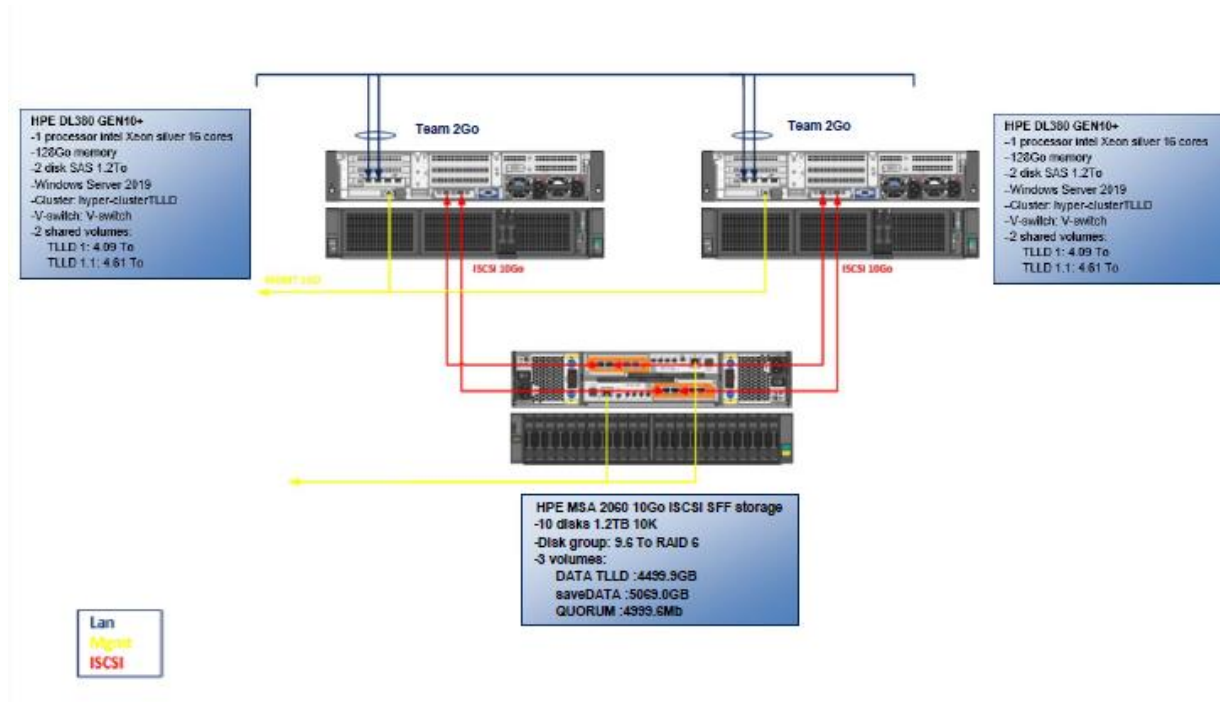 Team 2Go
Team 2Go
HPE DL380 GEN10+
-1 processor intel Xeon silver 16 cores
-128Go memory
-2 disk SAS 1.2To
-Windows Server 2019
-Cluster: hyper-clusterTLLD
-V-switch: V-switch
-2 shared volumes:
TLLD 1: 4.09 To
TLLD 1.1: 4.61 To
HPE DL380 GEN10+
-1 processor intel Xeon silver 16 cores
-128Go memory
-2 disk SAS 1.2To
-Windows Server 2019
-Cluster: hyper-clusterTLLD
-V-switch: V-switch
-2 shared volumes:
TLLD 1: 4.09 To
TLLD 1.1: 4.61 To
ISCSI 10Go
ISCSI 10Go
HPE MSA 2060 10Go ISCSI SFF storage
-10 disks 1.2TB 10K
-Disk group: 9.6 To RAID 6
-3 volumes:
DATA TLLD :4499.9GB
saveDATA :5069.0GB
QUORUM :4999.6Mb
Lan
Mgmt
ISCSI